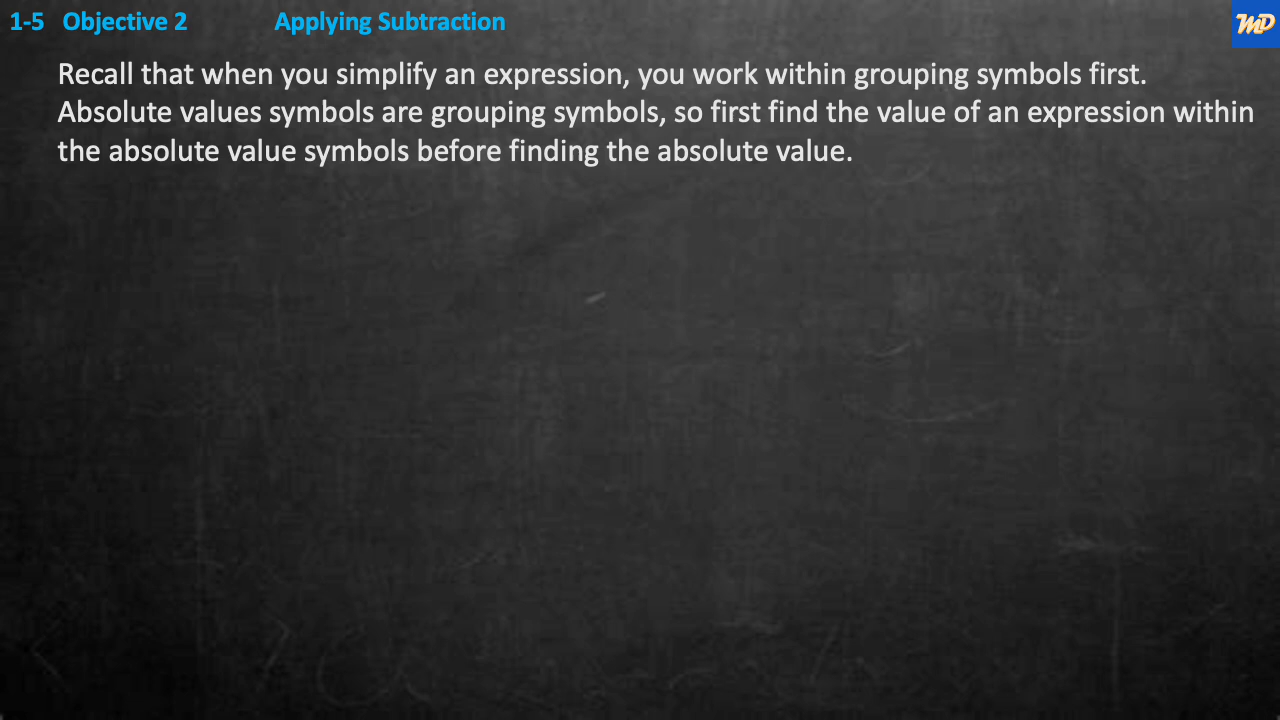 1-5 Objective 2 Applying Subtraction
MD
Recall that when you simplify an expression, you work within grouping symbols first.
Absolute values symbols are grouping symbols, so first find the value of an expression within
the absolute value symbols before finding the absolute value.